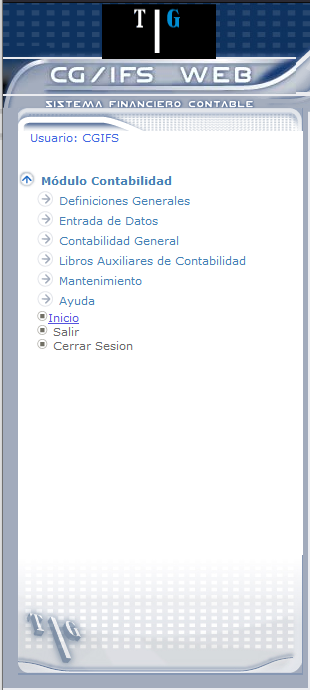 T|G
CG/IFS WEB
SISTEMA FINANCIERO CONTABLE
Usuario: CGIFS
Módulo Contabilidad
Definiciones Generales
Entrada de Datos
Contabilidad General
Libros Auxiliares de Contabilidad
Mantenimiento
Ayuda
Inicio
Salir
Cerrar Sesion
T|G